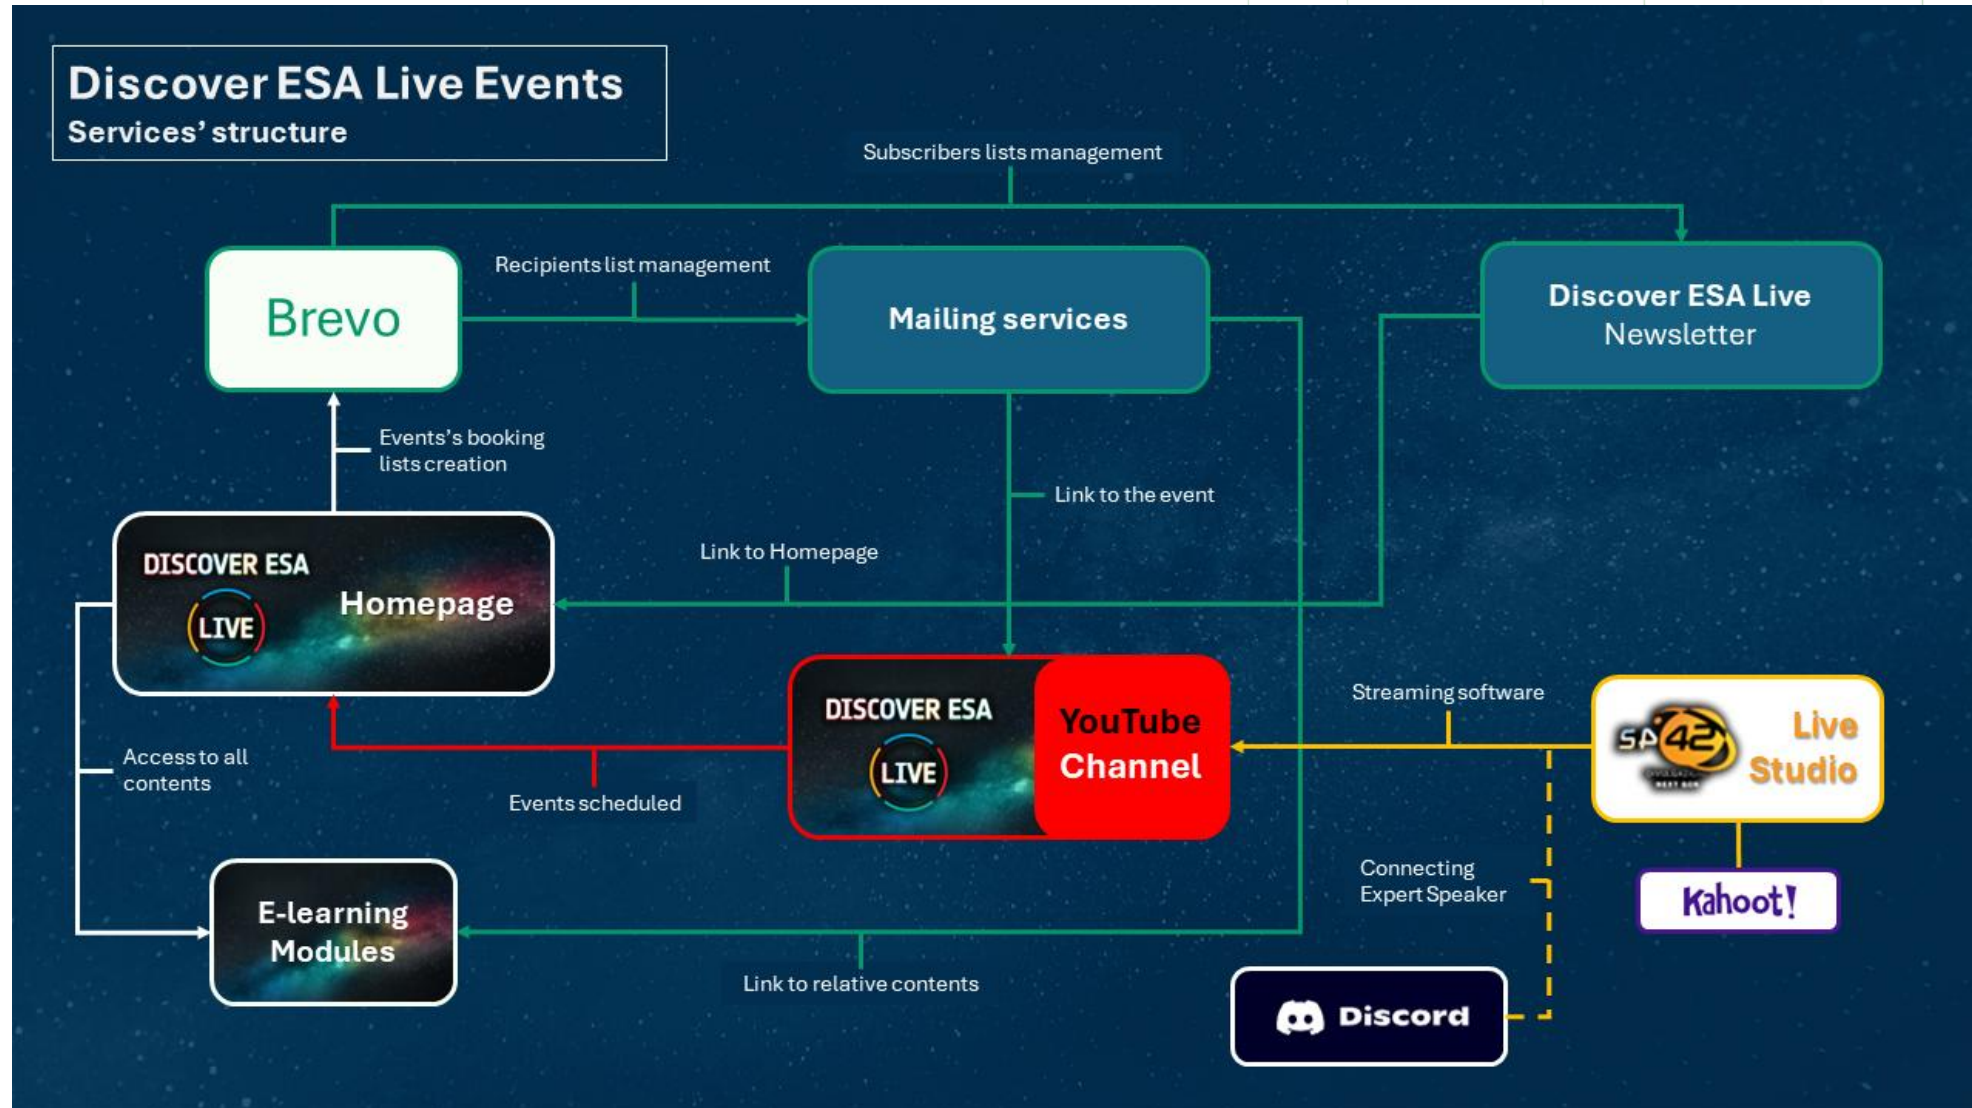 Discover ESA Live Events
Services' structure
Subscribers lists management
Recipients list management
Brevo
Mailing services
Discover ESA Live
Newsletter
Events's booking
lists creation
Link to the event
Link to Homepage
DISCOVER ESA
LIVE
Homepage
Access to all
contents
Events scheduled
DISCOVER ESA
LIVE
YouTube
Channel
Streaming software
42
Live
Studio
Connecting
Expert Speaker
Kahoot!
E-learning
Modules
Link to relative contents
Discord